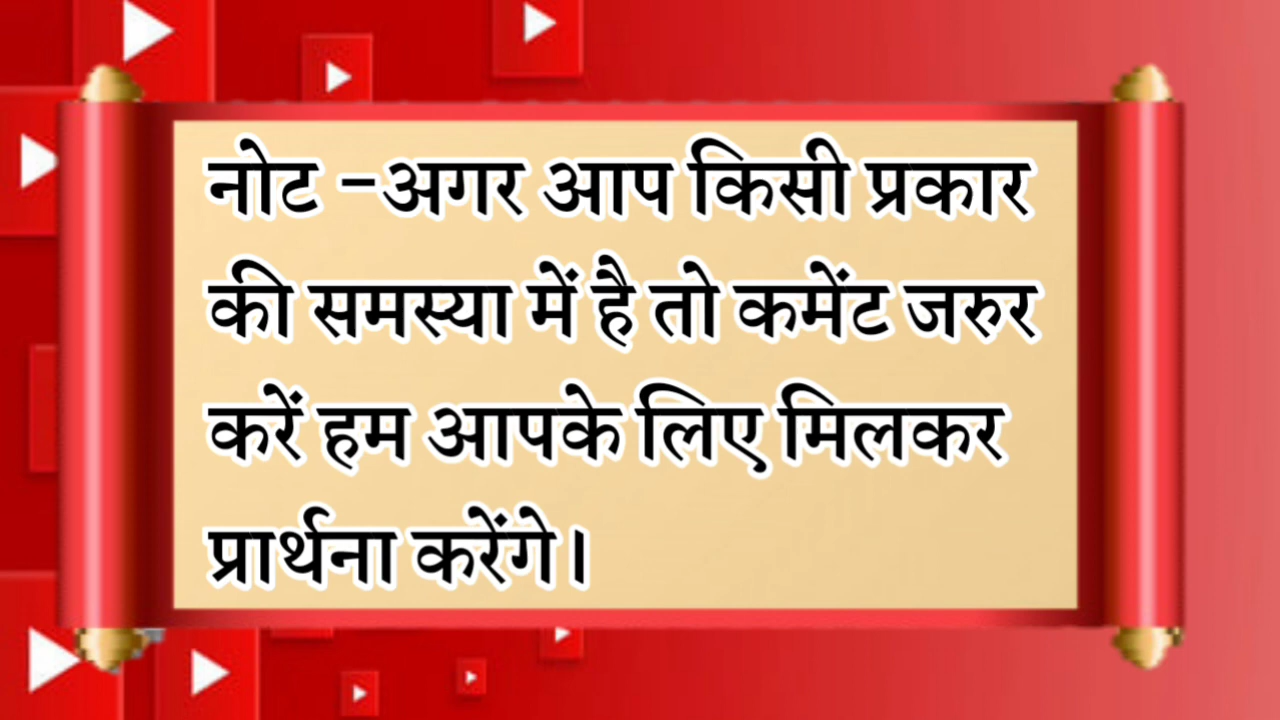 नोट -अगर आप किसी प्रकार
की समस्या में है तो कमेंट जरुर
करें हम आपके लिए मिलकर
प्रार्थना करेंगे।